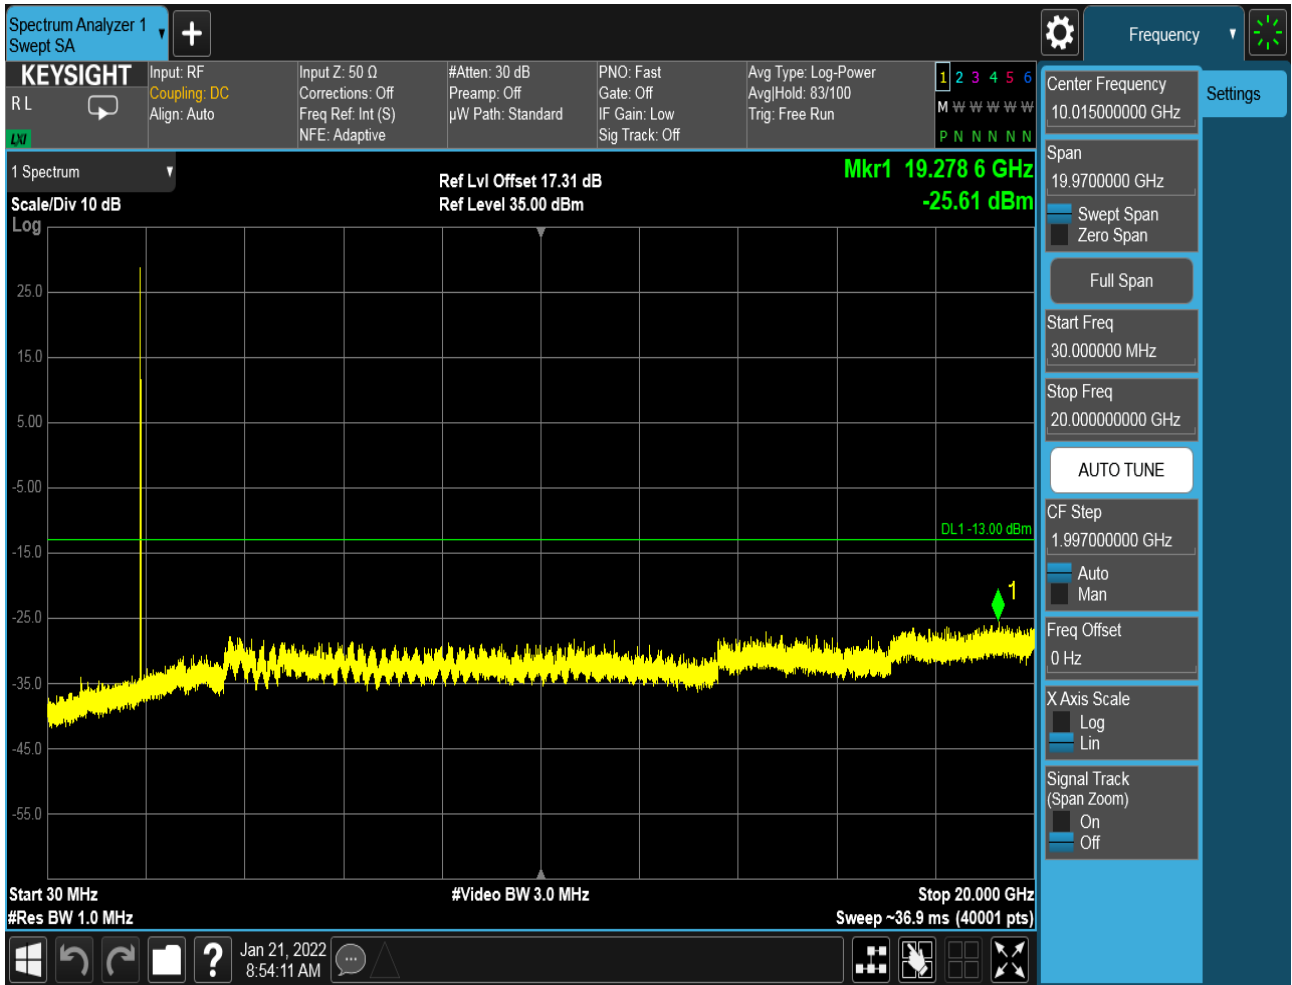 Spectrum Analyzer 1
Swept SA
Frequency
KEYSIGHT
R L
LXI
Input: RF
Coupling: DC
Align: Auto
Input Z: 50 Ω
Corrections: Off
Freq Ref: Int (S)
NFE: Adaptive
#Atten: 30 dB
Preamp: Off
µW Path: Standard
PNO: Fast
Gate: Off
IF Gain: Low
Sig Track: Off
Avg Type: Log-Power
Avg|Hold: 83/100
Trig: Free Run
1 2 3 4 5 6
M W W W W W
P N N N N N
1 Spectrum
Scale/Div 10 dB
Log
Ref Lvl Offset 17.31 dB
Ref Level 35.00 dBm
Mkr1 19.278 6 GHz
-25.61 dBm
25.0
15.0
5.00
-5.00
-15.0
-25.0
-35.0
-45.0
-55.0
DL1 -13.00 dBm
1
Start 30 MHz
#Res BW 1.0 MHz
#Video BW 3.0 MHz
Stop 20.000 GHz
Sweep ~36.9 ms (40001 pts)
Center Frequency
10.015000000 GHz
Settings
Span
19.9700000 GHz
Swept Span
Zero Span
Full Span
Start Freq
30.000000 MHz
Stop Freq
20.000000000 GHz
AUTO TUNE
CF Step
1.997000000 GHz
Auto
Man
Freq Offset
0 Hz
X Axis Scale
Log
Lin
Signal Track
(Span Zoom)
On
Off
?
Jan 21, 2022
8:54:11 AM